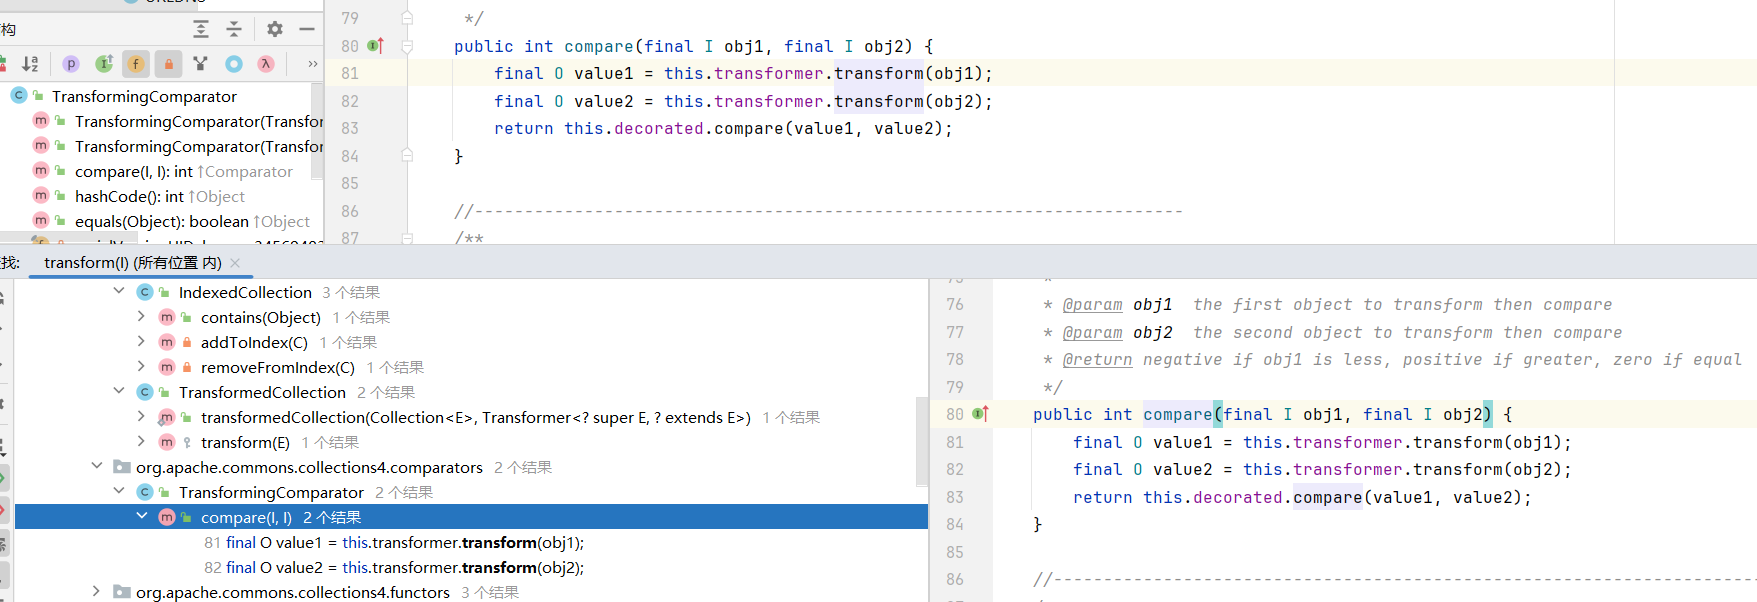 构
TransformingComparator
TransformingComparator(Transfor
TransformingComparator(Transfor
compare(I, I): int ↑Comparator
hashCode(): int ↑Object
equals(Object): boolean ↑Object
79 */
80 public int compare(final I obj1, final I obj2) {
81 final O value1 = this.transformer.transform(obj1);
82 final O value2 = this.transformer.transform(obj2);
83 return this.decorated.compare(value1, value2);
84 }
85
86 //-----------------------------------------------------------------------
87 /**
找: transform(I) (所有位置 内)
IndexedCollection 3 个结果
contains(Object) 1 个结果
addToIndex(C) 1 个结果
removeFromIndex(C) 1 个结果
TransformedCollection 2 个结果
transformedCollection(Collection<E>, Transformer<? super E, ? extends E>) 1 个结果
transform(E) 1 个结果
org.apache.commons.collections4.comparators 2 个结果
TransformingComparator 2 个结果
compare(I, I) 2 个结果
81 final O value1 = this.transformer.transform(obj1);
82 final O value2 = this.transformer.transform(obj2);
org.apache.commons.collections4.functors 3 个结果
*
76 * @param obj1 the first object to transform then compare
77 * @param obj2 the second object to transform then compare
78 * @return negative if obj1 is less, positive if greater, zero if equal
79 */
80 public int compare(final I obj1, final I obj2) {
81 final O value1 = this.transformer.transform(obj1);
82 final O value2 = this.transformer.transform(obj2);
83 return this.decorated.compare(value1, value2);
84 }
85
86 //-----------------------------------------------------------------------